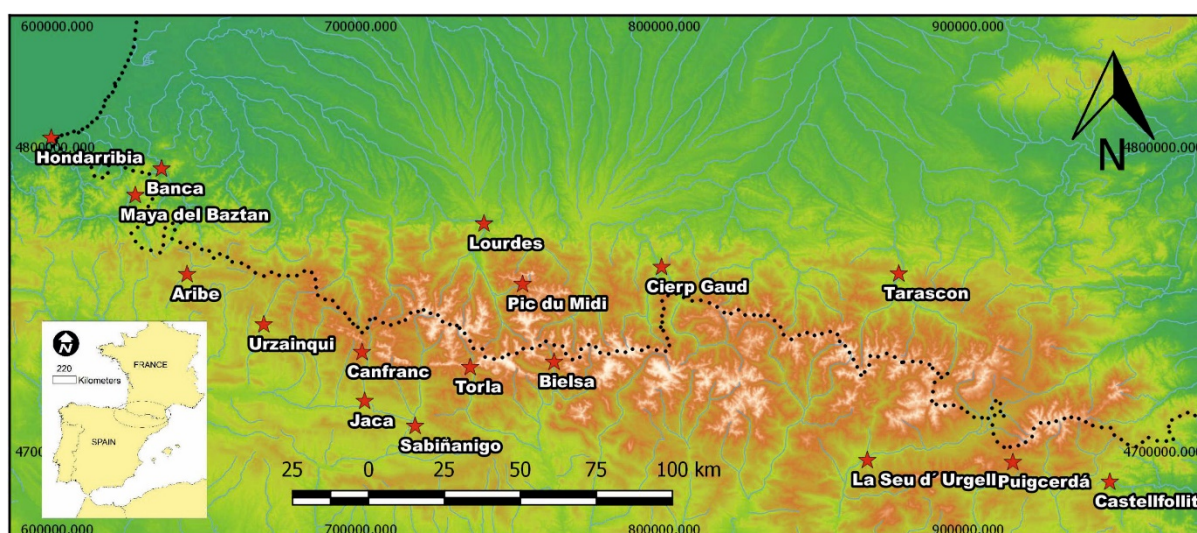 600000.000 700000.000 800000.000 900000.000
4800000.000 4800000.000
N
Hondarribia
Banca
Maya del Baztan
Lourdes
Aribe
Cierp Gaud
Tarascon
Pic du Midi
Urzainqui
Canfranc
Torla
Bielsa
Jaca
Sabiñanigo
N
220
Kilometers
FRANCE
SPAIN
4700000.000
25 0 25 50 75 100 km
La Seu d´Urgell
Puigcerdá
Castellfollit
600000.000 700000.000 800000.000 900000.000